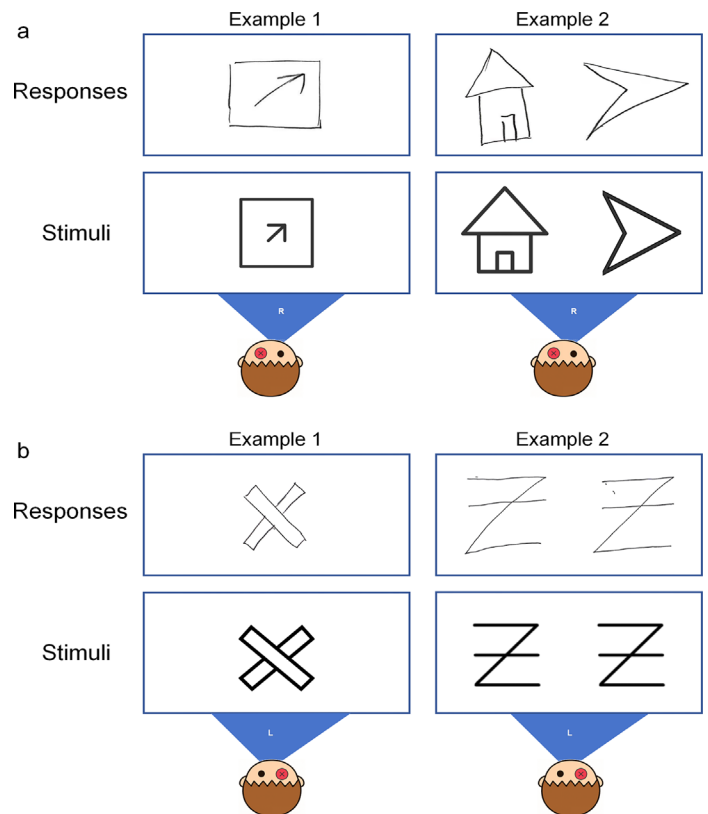 a
Example 1
Example 2
Responses
Stimuli
R
R
b
Example 1
Example 2
Responses
Stimuli
L
L